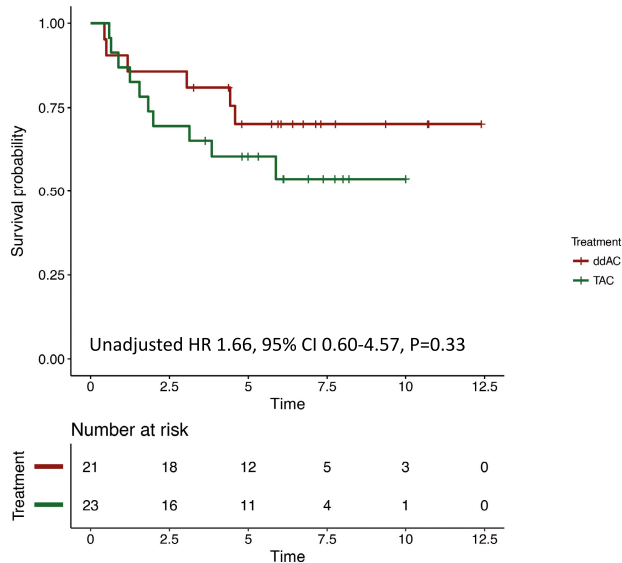 1.00
0.75
0.50
0.25
0.00
Survival probability
Unadjusted HR 1.66, 95% CI 0.60-4.57, P=0.33
0 2.5 5 7.5 10 12.5
Time
Treatment
ddAC
TAC
Number at risk
Treatment
21 18 12 5 3 0
23 16 11 4 1 0
0 2.5 5 7.5 10 12.5
Time